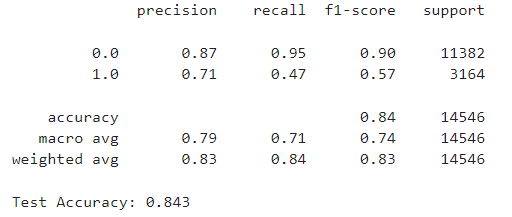 precision recall f1-score support
0.0 0.87 0.95 0.90 11382
1.0 0.71 0.47 0.57 3164
accuracy 0.84 14546
macro avg 0.79 0.71 0.74 14546
weighted avg 0.83 0.84 0.83 14546
Test Accuracy: 0.843